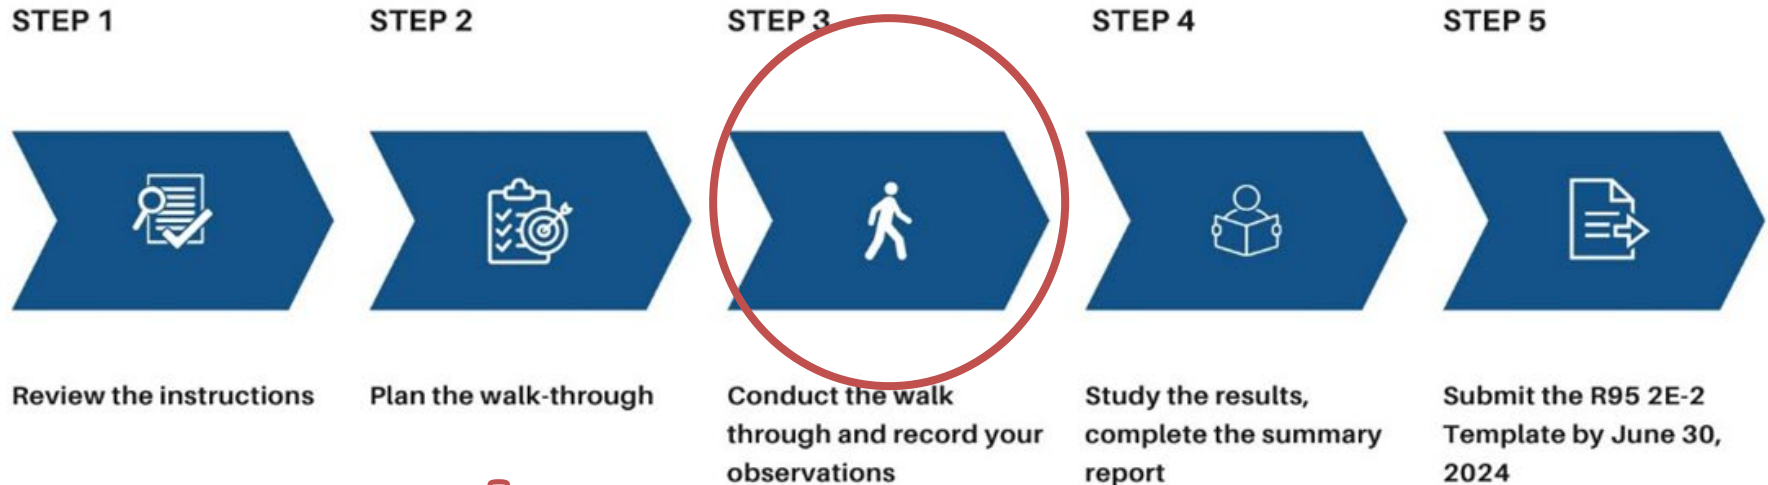 STEP 1
STEP 2
STEP 3
STEP 4
STEP 5
Review the instructions
Plan the walk-through
Conduct the walk
through and record your
observations
Study the results,
complete the summary
report
Submit the R95 2E-2
Template by June 30,
2024